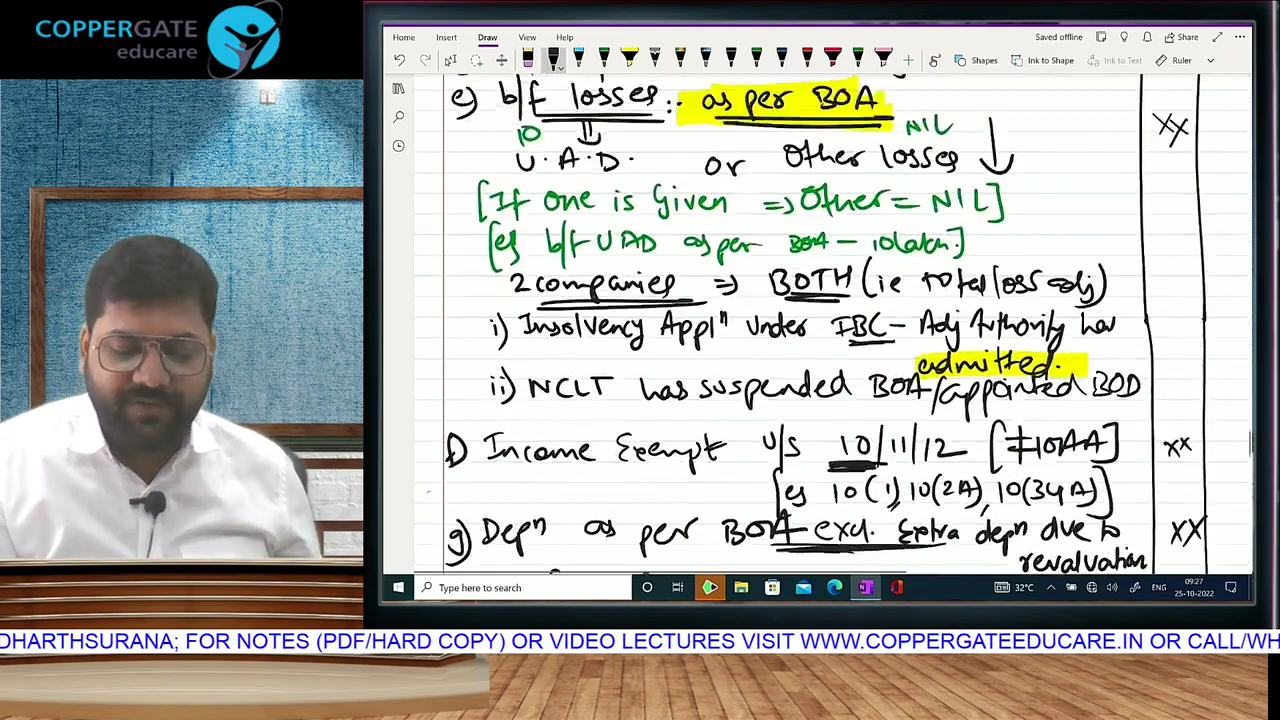 COPPERGATE
educare
Home Insert Draw View Help
Saved offline
Share
Shapes
Ink to Shape
Ink to Text
Ruler
e) b/f losses :- as per BOA
XX
10
NIL
U.A.D. or Other losses
[If one is Given => Other = NIL]
[eg b/f UAD as per BOA - 10 lakh.]
2 companies => BOTH (ie total loss adj)
i) Insolvency Applⁿ under IBC - Adj Authority has
admitted.
ii) NCLT has suspended BOA/appointed BOD
f) Income Exempt u/s 10/11/12 [≠10AA]
XX
[eg 10(1), 10(2A), 10(34A)]
g) Depⁿ as per BOA excl. Extra depⁿ due to
XX
revaluation
Type here to search
32°C
ENG
09:27
25-10-2022
DHARTHSURANA; FOR NOTES (PDF/HARD COPY) OR VIDEO LECTURES VISIT WWW.COPPERGATEEDUCARE.IN OR CALL/WH